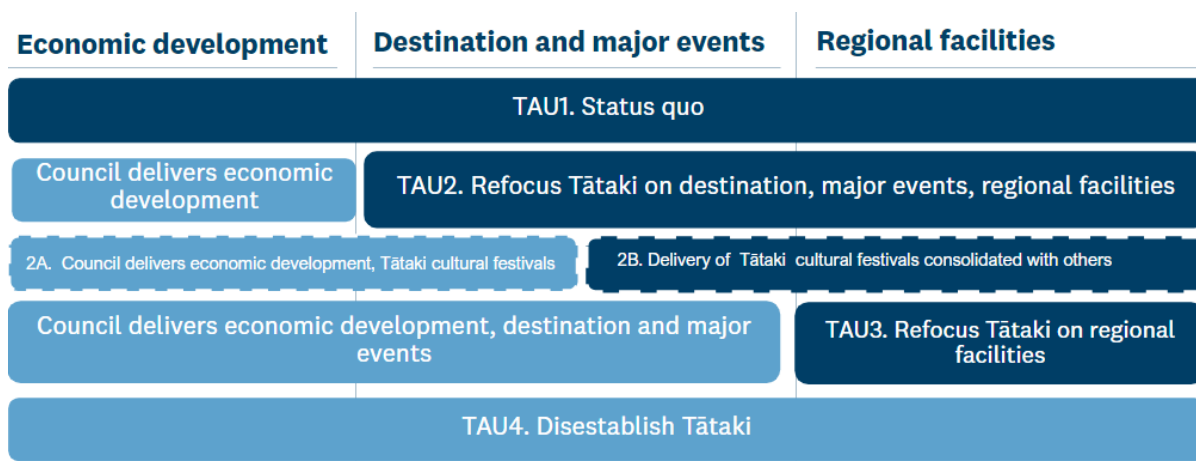 Economic development
Destination and major events
Regional facilities
TAU1. Status quo
Council delivers economic
development
TAU2. Refocus Tātaki on destination, major events, regional facilities
2A. Council delivers economic development, Tātaki cultural festivals
2B. Delivery of Tātaki cultural festivals consolidated with others
Council delivers economic development, destination and major
events
TAU3. Refocus Tātaki on regional
facilities
TAU4. Disestablish Tātaki